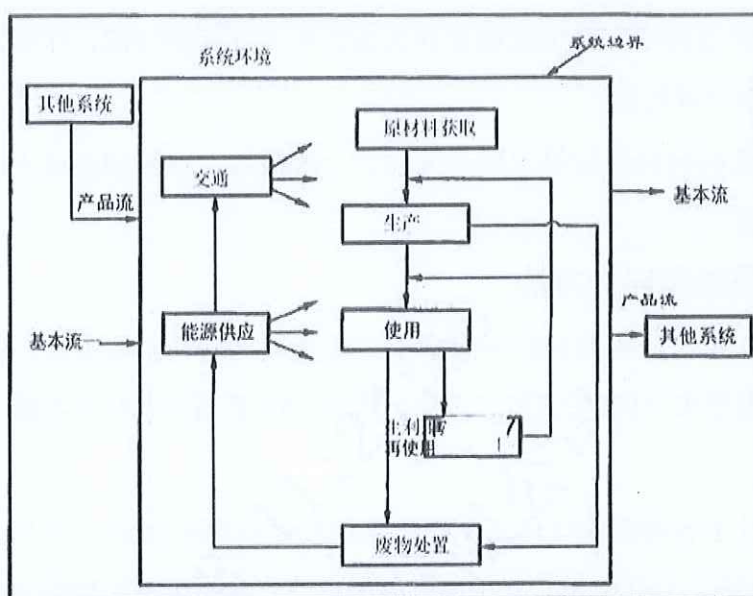 系统环境
系统边界
其他系统
原材料获取
交通
产品流
基本流
生产
产品流
能源供应
使用
基本流
其他系统
再使用
废物处置